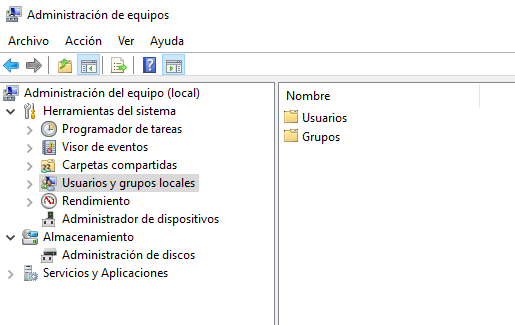 Administración de equipos
Archivo Acción Ver Ayuda
Administración del equipo (local)
Herramientas del sistema
Programador de tareas
Visor de eventos
Carpetas compartidas
Usuarios y grupos locales
Rendimiento
Administrador de dispositivos
Almacenamiento
Administración de discos
Servicios y Aplicaciones
Nombre
Usuarios
Grupos